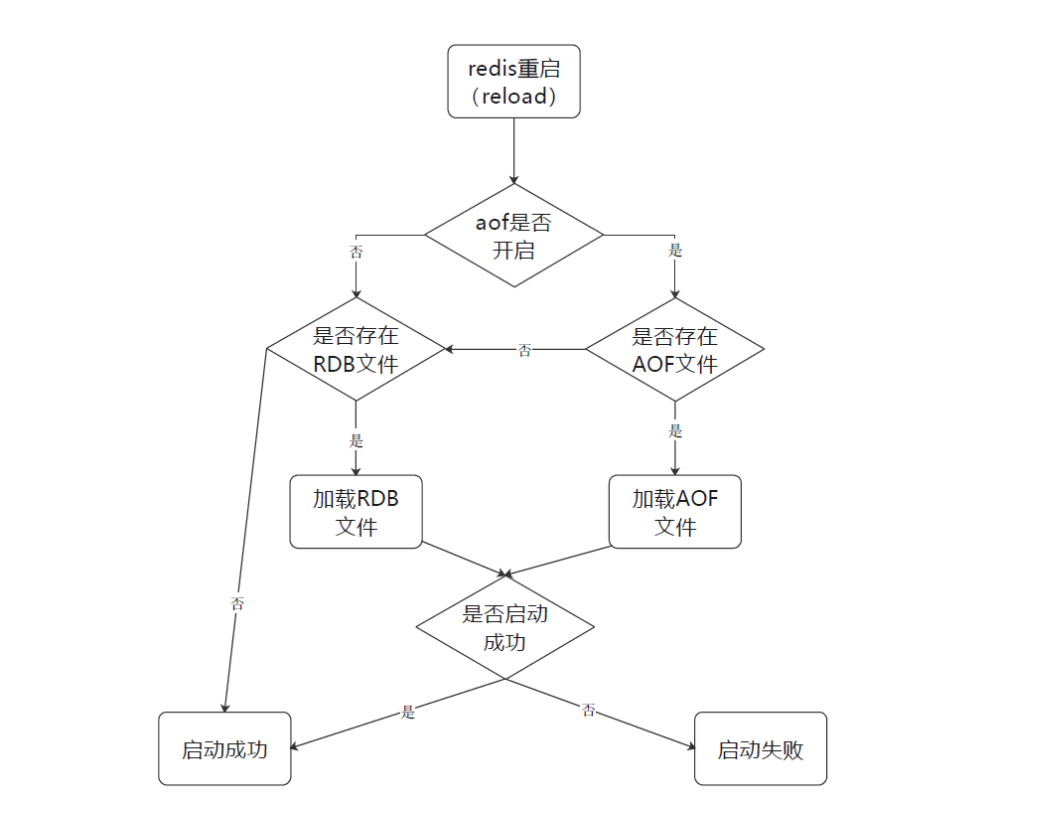 redis重启
（reload）
aof是否
开启
否
是
是否存在
RDB文件
否
是否存在
AOF文件
是
是
加载RDB
文件
加载AOF
文件
否
是否启动
成功
是
否
启动成功
启动失败